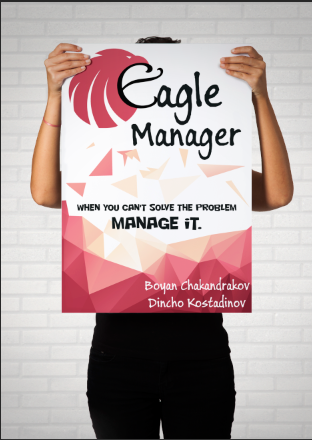 Eagle
Manager
WHEN YOU CAN'T SOLVE THE PROBLEM
MANAGE IT.
Boyan Chakandrakov
Dincho Kostadinov